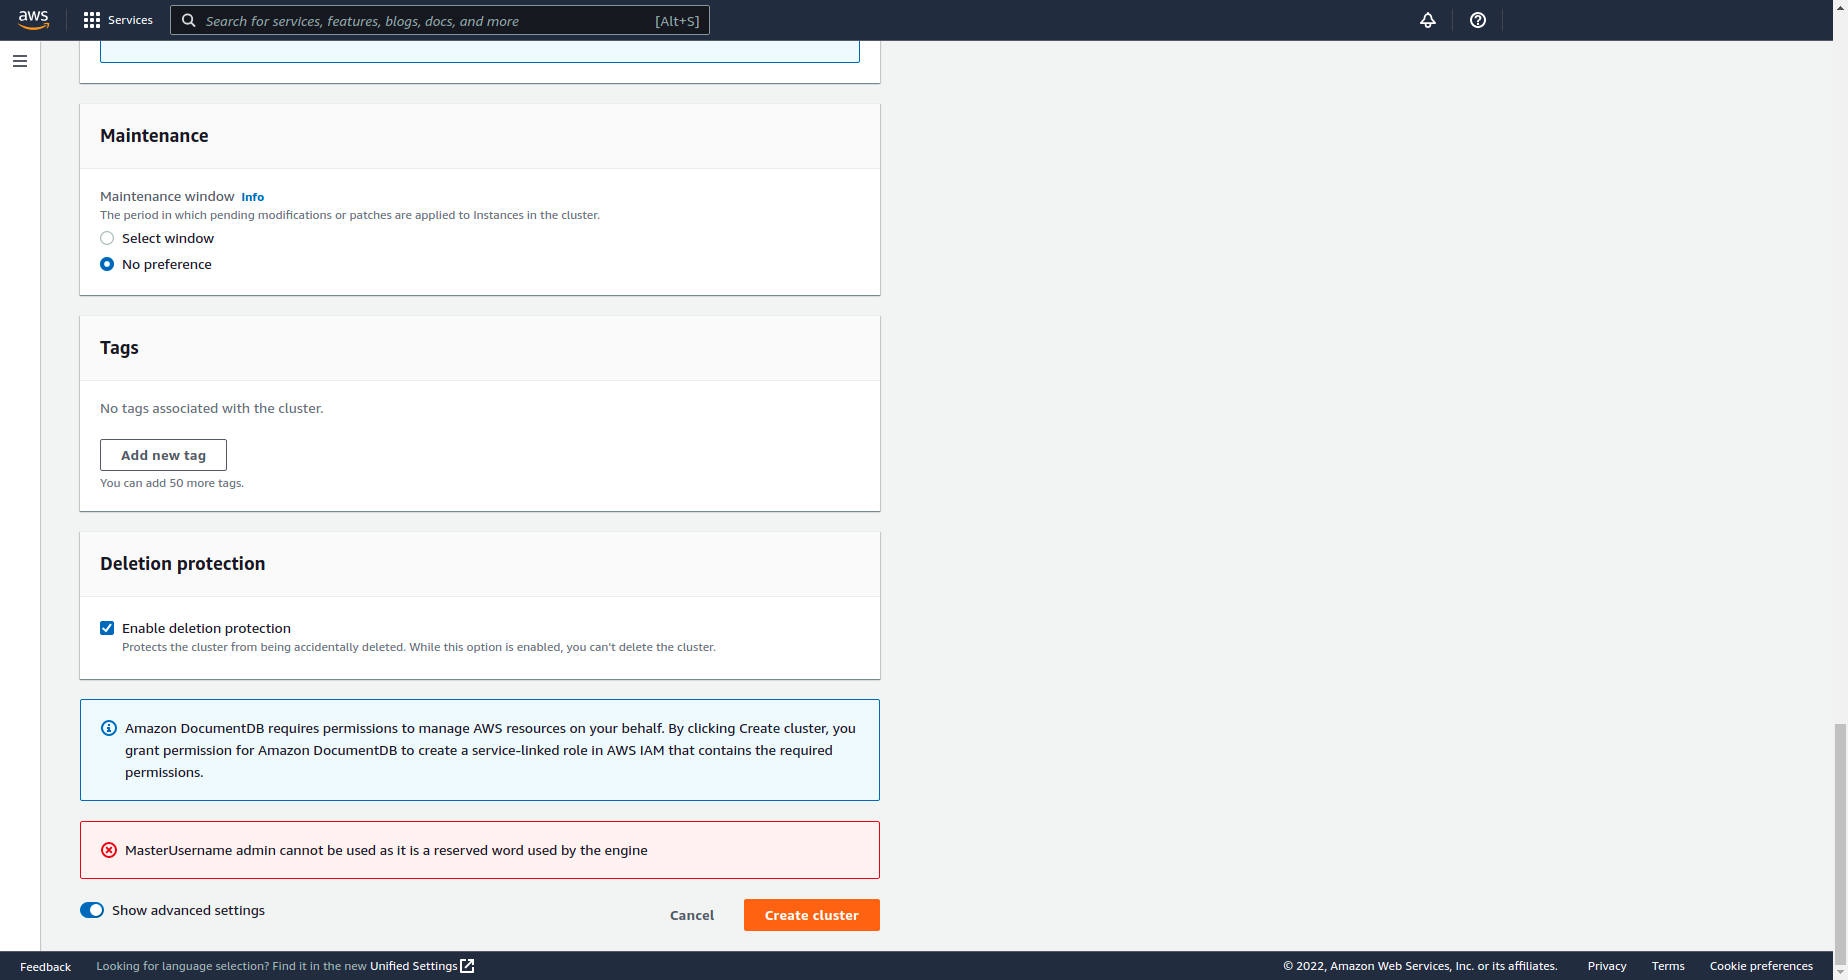 aws
Services
Search for services, features, blogs, docs, and more
[Alt+S]
Maintenance
Maintenance window Info
The period in which pending modifications or patches are applied to Instances in the cluster.
Select window
No preference
Tags
No tags associated with the cluster.
Add new tag
You can add 50 more tags.
Deletion protection
Enable deletion protection
Protects the cluster from being accidentally deleted. While this option is enabled, you can't delete the cluster.
Amazon DocumentDB requires permissions to manage AWS resources on your behalf. By clicking Create cluster, you
grant permission for Amazon DocumentDB to create a service-linked role in AWS IAM that contains the required
permissions.
MasterUsername admin cannot be used as it is a reserved word used by the engine
Show advanced settings
Cancel
Create cluster
Feedback
Looking for language selection? Find it in the new Unified Settings
© 2022, Amazon Web Services, Inc. or its affiliates.
Privacy
Terms
Cookie preferences